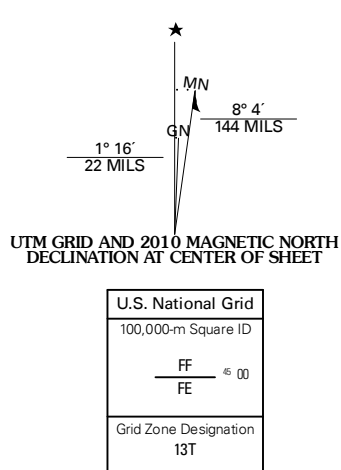 ★
MN
GN
8° 4´
144 MILS
1° 16´
22 MILS
UTM GRID AND 2010 MAGNETIC NORTH
DECLINATION AT CENTER OF SHEET
U.S. National Grid
100,000-m Square ID
FF
45 00
FE
Grid Zone Designation
13T